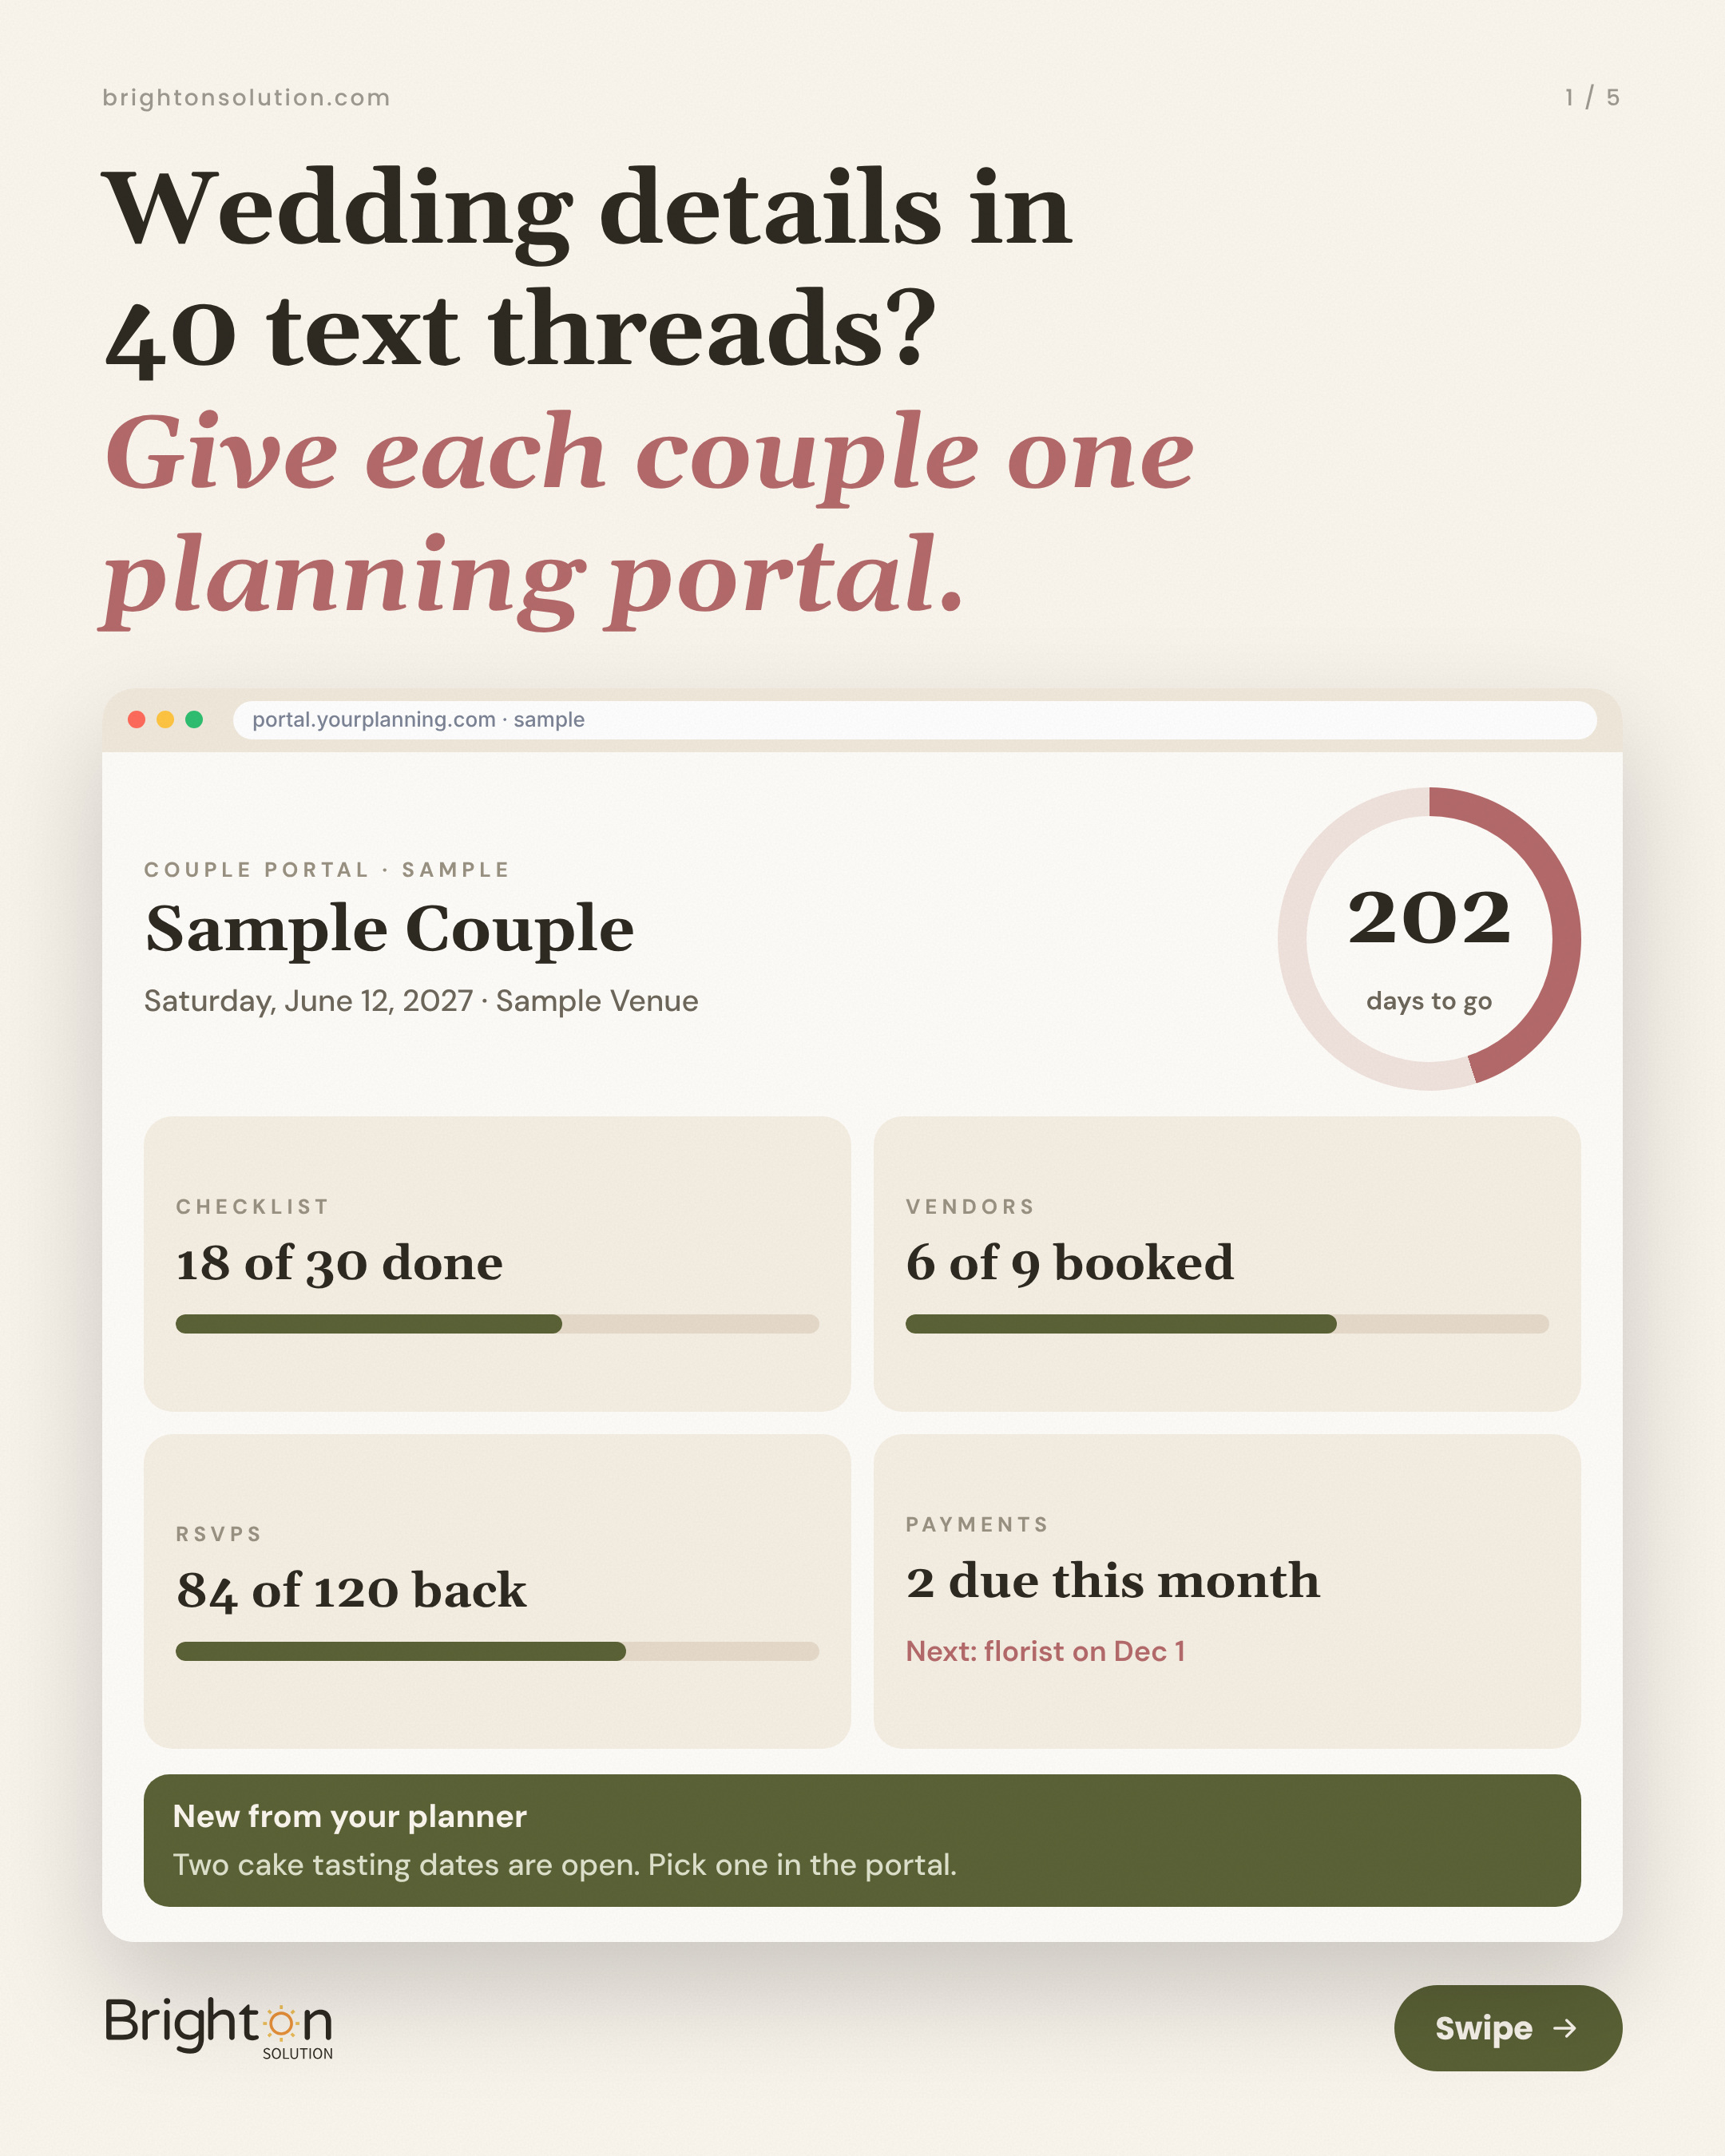 brightonsolution.com
1 / 5
Wedding details in
40 text threads?
Give each couple one
planning portal.
portal.yourplanning.com · sample
COUPLE PORTAL · SAMPLE
Sample Couple
Saturday, June 12, 2027 · Sample Venue
202
days to go
CHECKLIST
18 of 30 done
VENDORS
6 of 9 booked
RSVPS
84 of 120 back
PAYMENTS
2 due this month
Next: florist on Dec 1
New from your planner
Two cake tasting dates are open. Pick one in the portal.
Brighton
SOLUTION
Swipe →